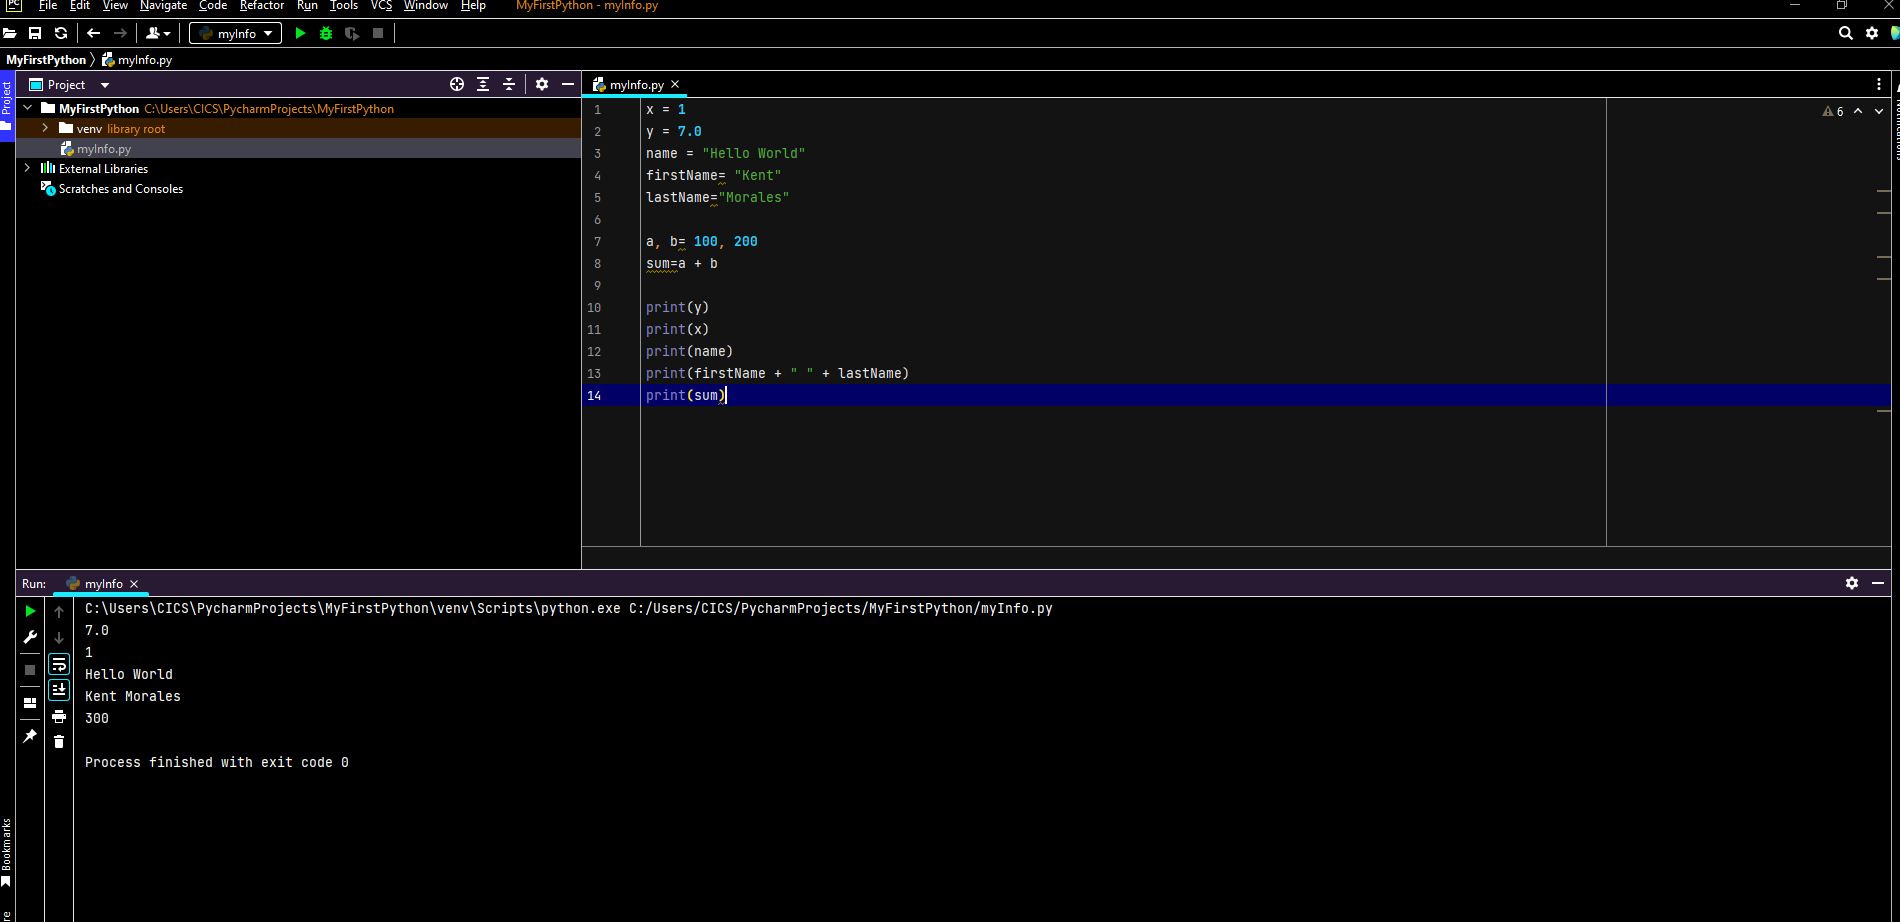 PC File Edit View Navigate Code Refactor Run Tools VCS Window Help MyFirstPython - myInfo.py
myInfo
MyFirstPython myInfo.py
Project
Project
MyFirstPython C:\Users\CICS\PycharmProjects\MyFirstPython
venv library root
myInfo.py
External Libraries
Scratches and Consoles
myInfo.py
6
1 x = 1
2 y = 7.0
3 name = "Hello World"
4 firstName= "Kent"
5 lastName="Morales"
6
7 a, b= 100, 200
8 sum=a + b
9
10 print(y)
11 print(x)
12 print(name)
13 print(firstName + " " + lastName)
14 print(sum)
Notifications
Run: myInfo
C:\Users\CICS\PycharmProjects\MyFirstPython\venv\Scripts\python.exe C:/Users/CICS/PycharmProjects/MyFirstPython/myInfo.py
7.0
1
Hello World
Kent Morales
300
Process finished with exit code 0
Bookmarks